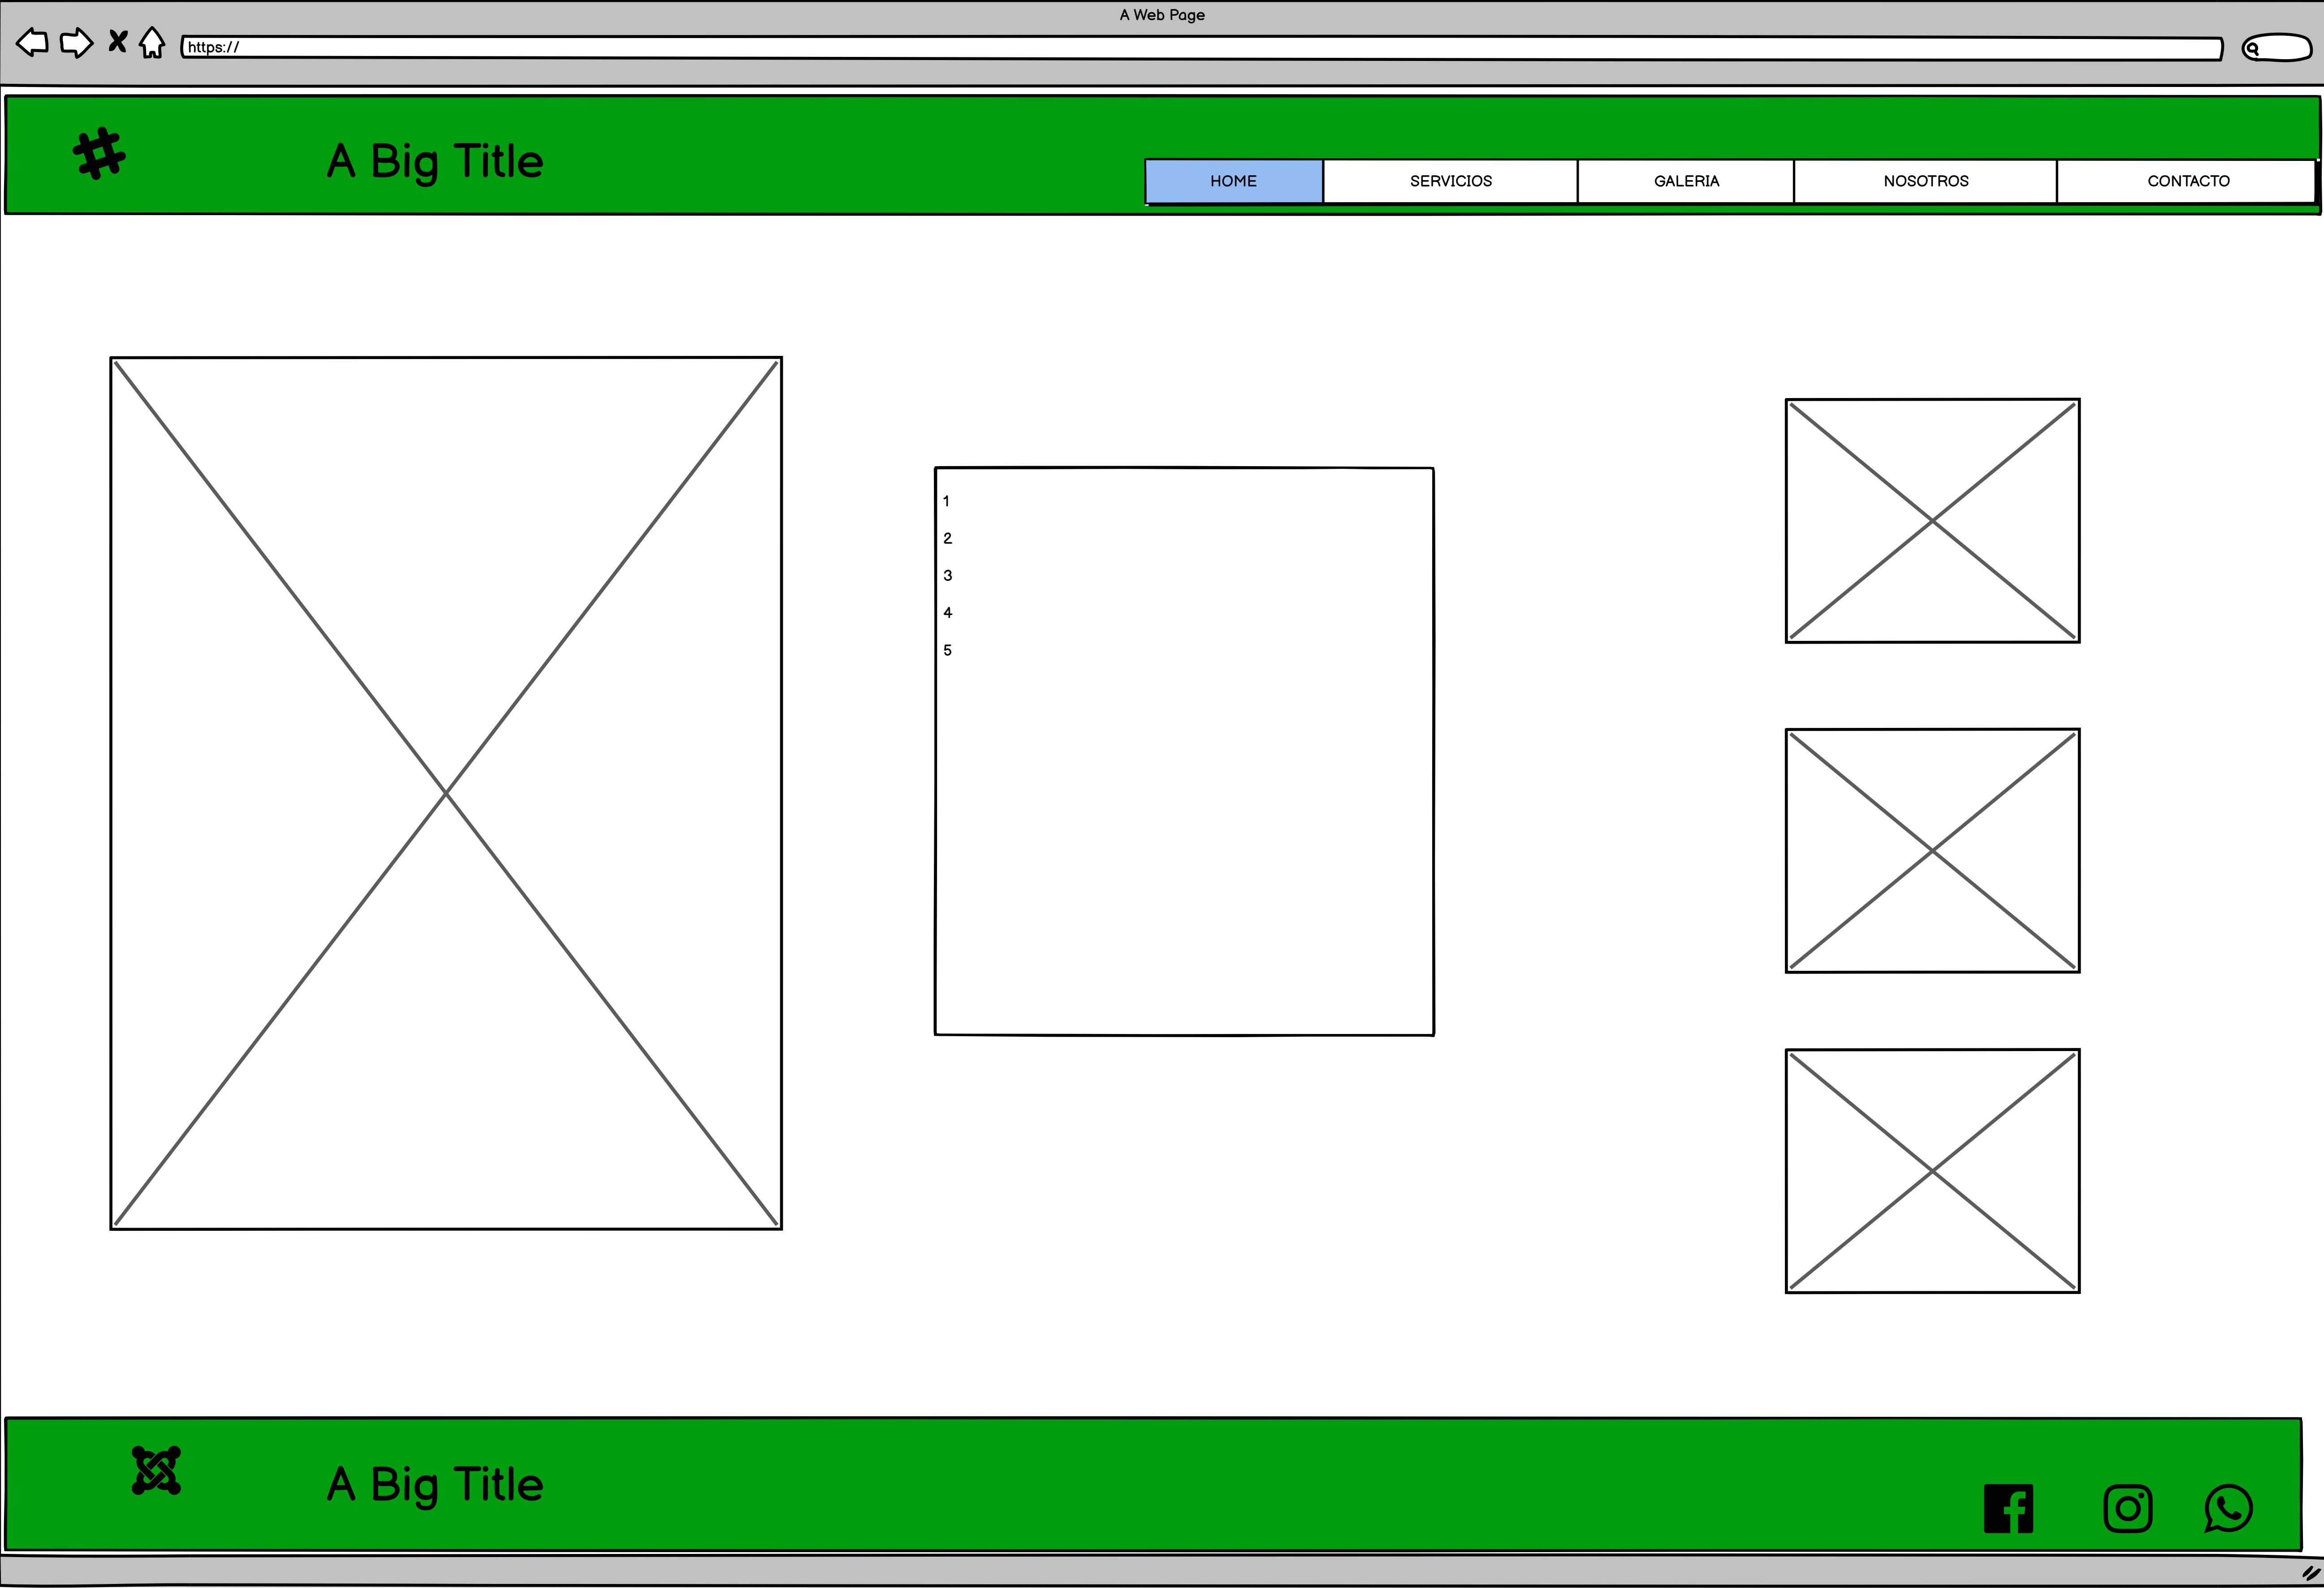 A Web Page
https://
A Big Title
HOME SERVICIOS GALERIA NOSOTROS CONTACTO
1
2
3
4
5
A Big Title